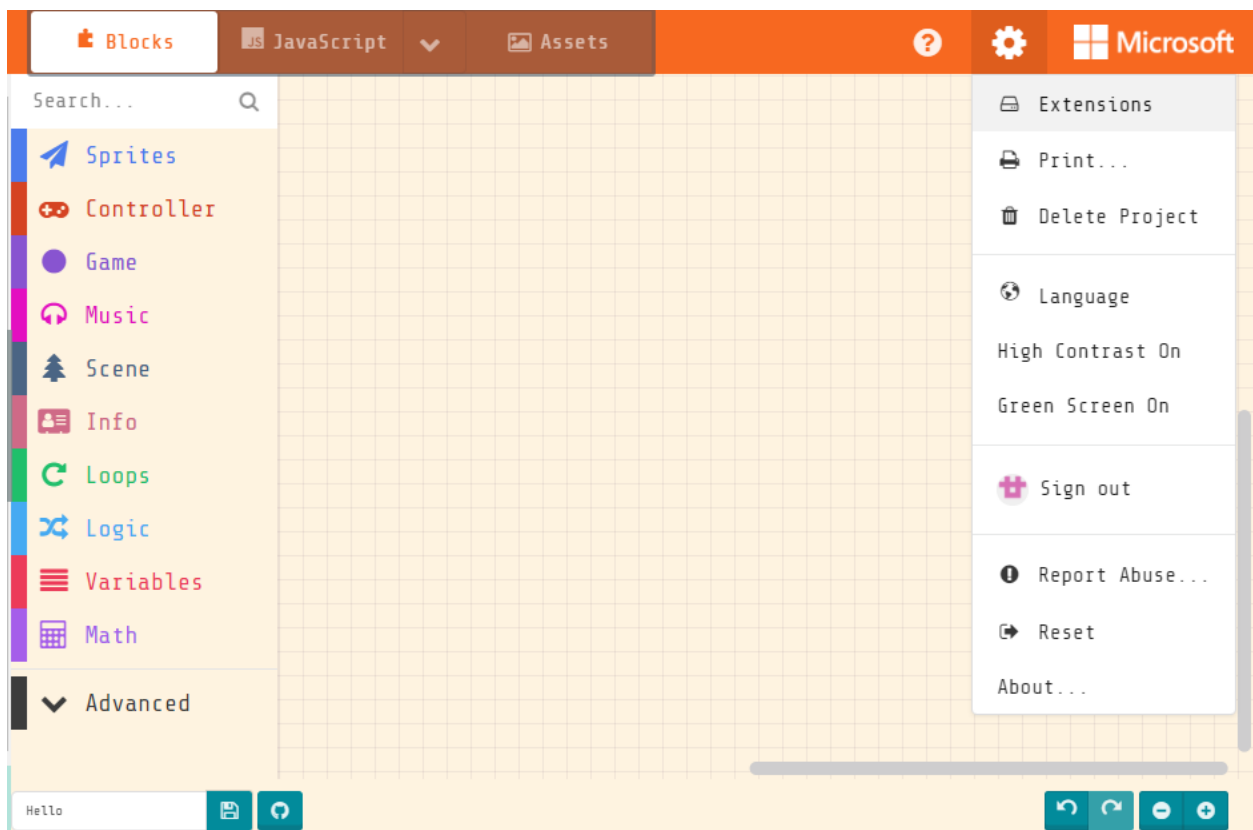 Blocks
JS JavaScript
Assets
Microsoft
Search...
Sprites
Controller
Game
Music
Scene
Info
Loops
Logic
Variables
Math
Advanced
Extensions
Print...
Delete Project
Language
High Contrast On
Green Screen On
Sign out
Report Abuse...
Reset
About...
Hello